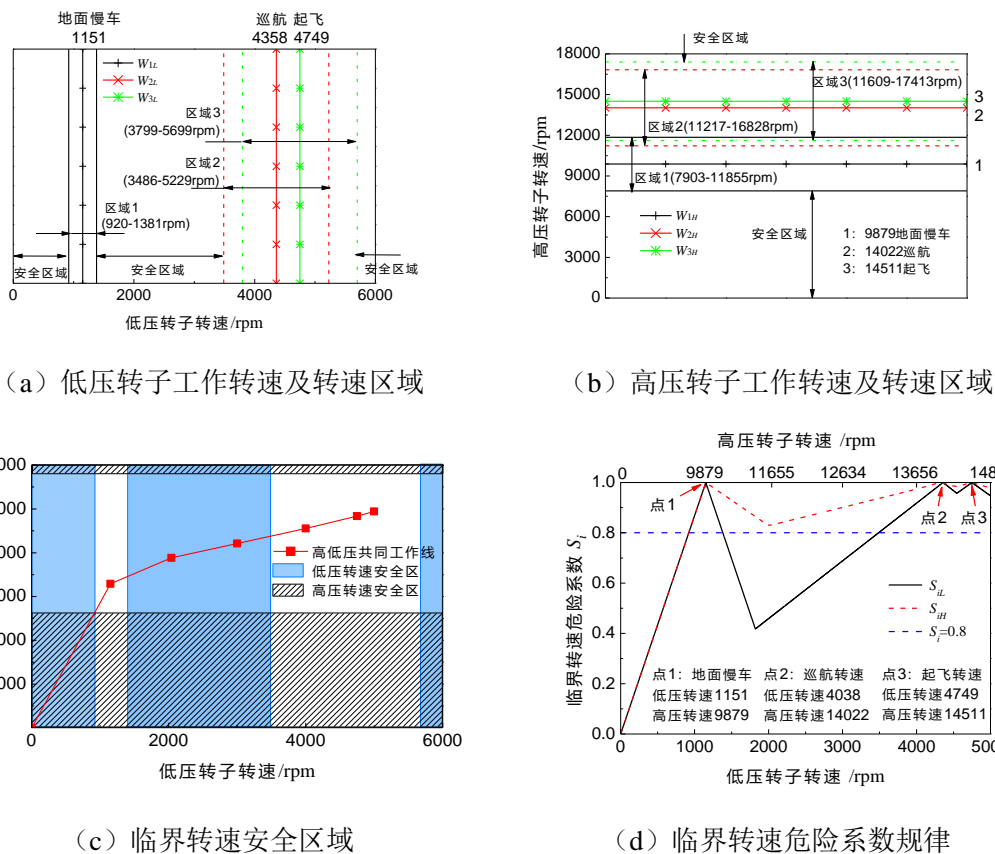 地面慢车
1151
巡航 起飞
4358 4749
W1L
W2L
W3L
区域3
(3799-5699rpm)
区域2
(3486-5229rpm)
区域1
(920-1381rpm)
安全区域
安全区域
安全区域
0 2000 4000 6000
低压转子转速/rpm
(a)低压转子工作转速及转速区域
安全区域
18000
15000
12000
9000
6000
3000
0
高压转子转速/rpm
区域3(11609-17413rpm)
区域2(11217-16828rpm)
区域1(7903-11855rpm)
3
2
1
W1H
W2H
W3H
安全区域
1：9879地面慢车
2：14022巡航
3：14511起飞
(b)高压转子工作转速及转速区域
000
000
000
000
000
000
高低压共同工作线
低压转速安全区
高压转速安全区
0 2000 4000 6000
低压转子转速/rpm
(c)临界转速安全区域
高压转子转速 /rpm
0 9879 11655 12634 13656 148
1.0
0.8
0.6
0.4
0.2
0.0
临界转速危险系数 Si
点1
点2
点3
SiL
SiH
Si=0.8
点1：地面慢车 点2：巡航转速 点3：起飞转速
低压转速1151 低压转速4038 低压转速4749
高压转速9879 高压转速14022 高压转速14511
0 1000 2000 3000 4000 500
低压转子转速 /rpm
(d)临界转速危险系数规律